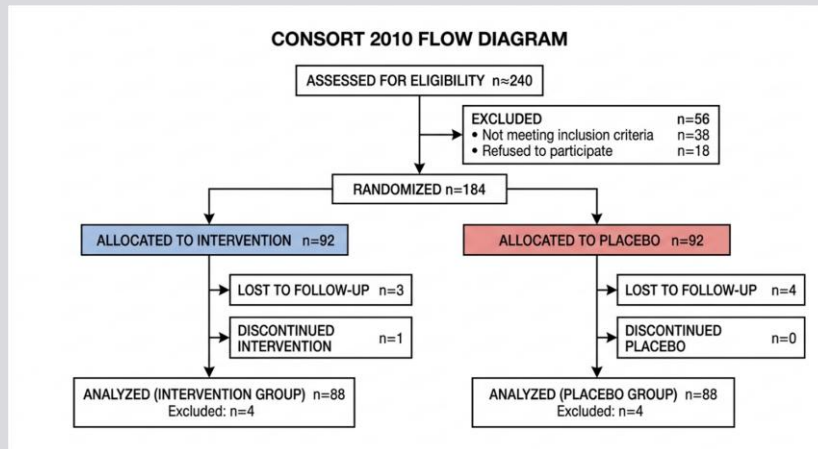 CONSORT 2010 FLOW DIAGRAM
ASSESSED FOR ELIGIBILITY n≈240
EXCLUDED n=56
• Not meeting inclusion criteria n=38
• Refused to participate n=18
RANDOMIZED n=184
ALLOCATED TO INTERVENTION n=92
ALLOCATED TO PLACEBO n=92
LOST TO FOLLOW-UP n=3
LOST TO FOLLOW-UP n=4
DISCONTINUED
INTERVENTION n=1
DISCONTINUED
PLACEBO n=0
ANALYZED (INTERVENTION GROUP) n=88
Excluded: n=4
ANALYZED (PLACEBO GROUP) n=88
Excluded: n=4